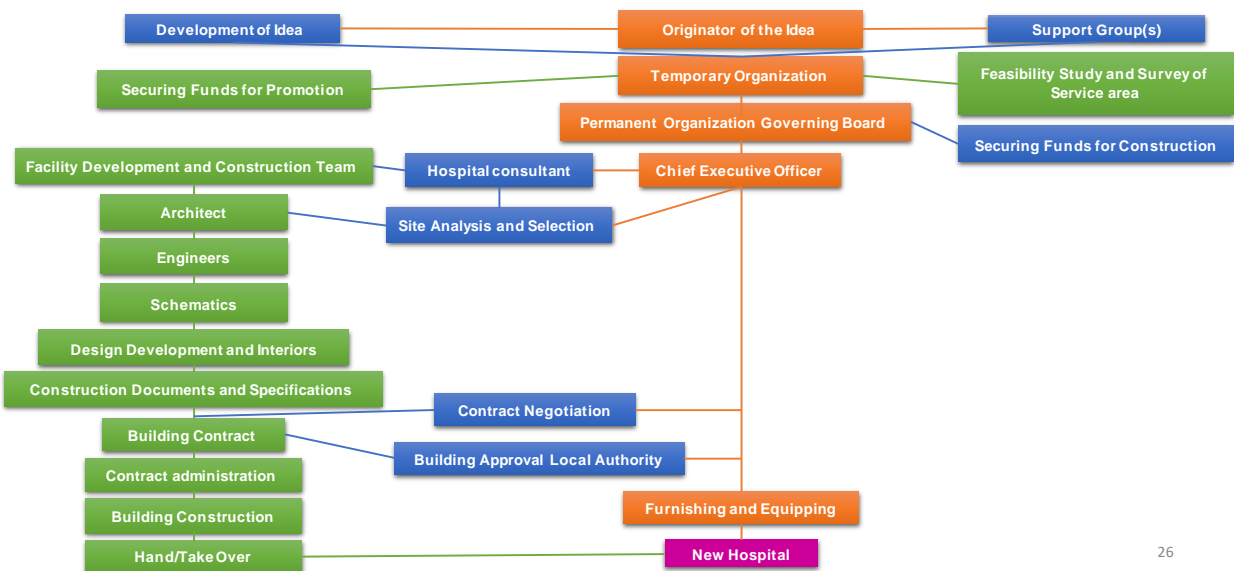 Development of Idea
Originator of the Idea
Support Group(s)
Securing Funds for Promotion
Temporary Organization
Feasibility Study and Survey of
Service area
Permanent Organization Governing Board
Securing Funds for Construction
Facility Development and Construction Team
Hospital consultant
Chief Executive Officer
Architect
Site Analysis and Selection
Engineers
Schematics
Design Development and Interiors
Construction Documents and Specifications
Contract Negotiation
Building Contract
Building Approval Local Authority
Contract administration
Furnishing and Equipping
Building Construction
Hand/Take Over
New Hospital
26